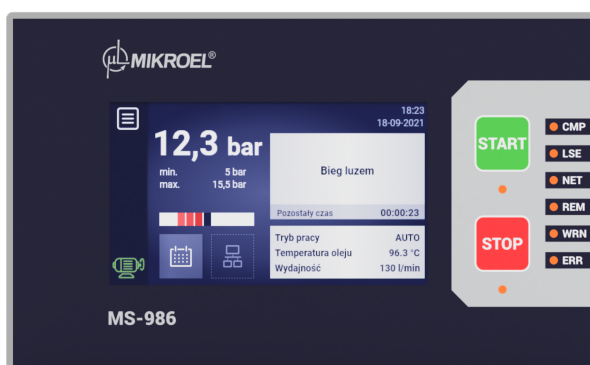 MIKROEL®
18:23
18-09-2021
12,3 bar
min. 5 bar
max. 15,5 bar
Bieg luzem
Pozostały czas 00:00:23
Tryb pracy AUTO
Temperatura oleju 96.3 °C
Wydajność 130 l/min
START
STOP
CMP
LSE
NET
REM
WRN
ERR
MS-986